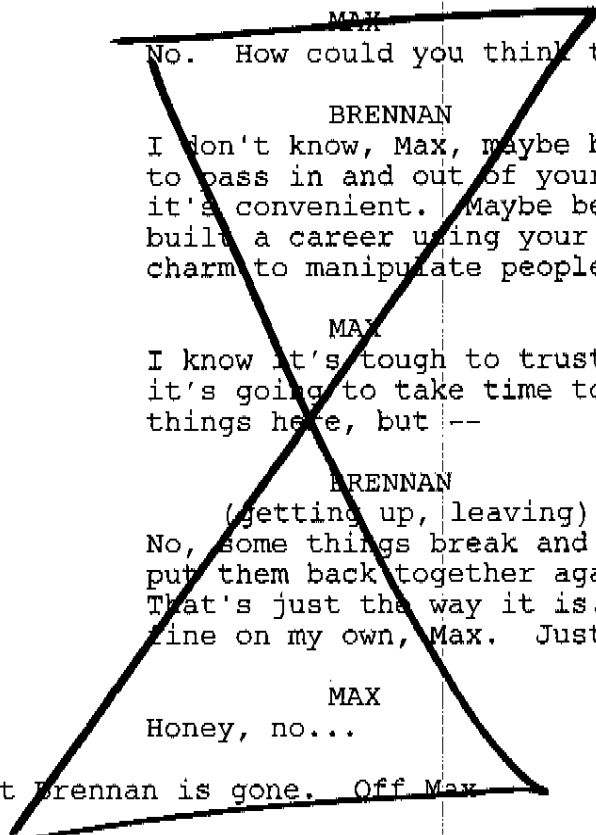 MAX
No. How could you think t
BRENNAN
I don't know, Max, maybe b
to pass in and out of your
it's convenient. Maybe be
built a career using your
charm to manipulate people
MAX
I know it's tough to trust
it's going to take time to
things here, but --
BRENNAN
(getting up, leaving)
No, some things break and
put them back together aga
That's just the way it is.
fine on my own, Max. Just
MAX
Honey, no...
t Brennan is gone. Off Max